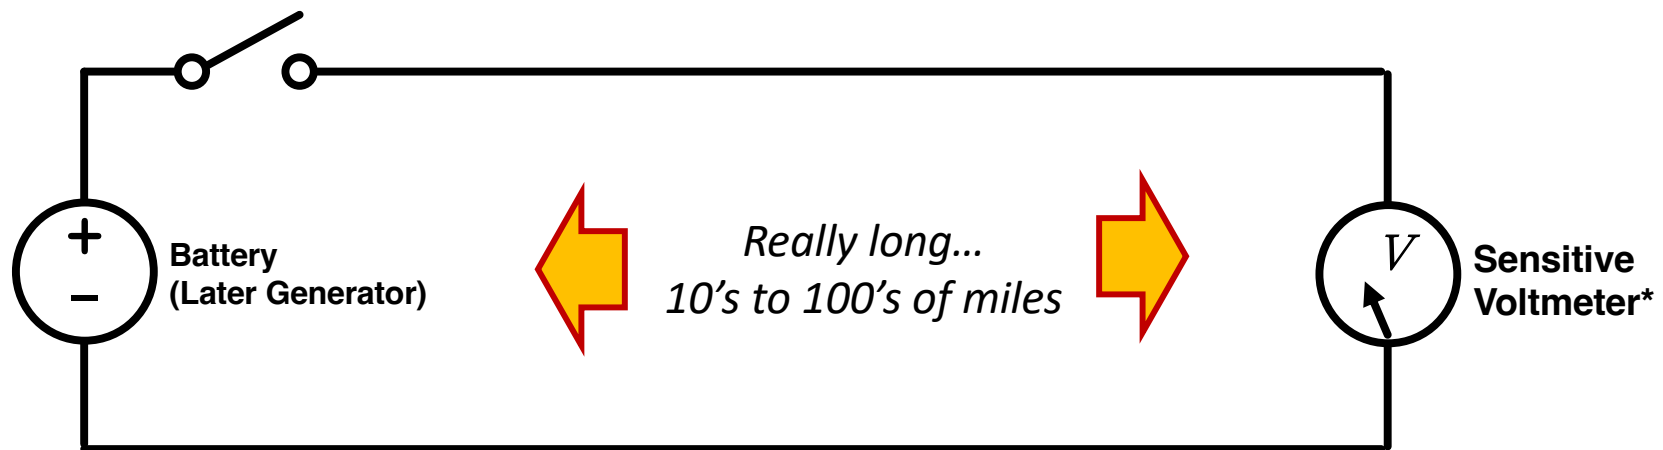 +
–
Battery
(Later Generator)
Really long…
10’s to 100’s of miles
V
Sensitive
Voltmeter*